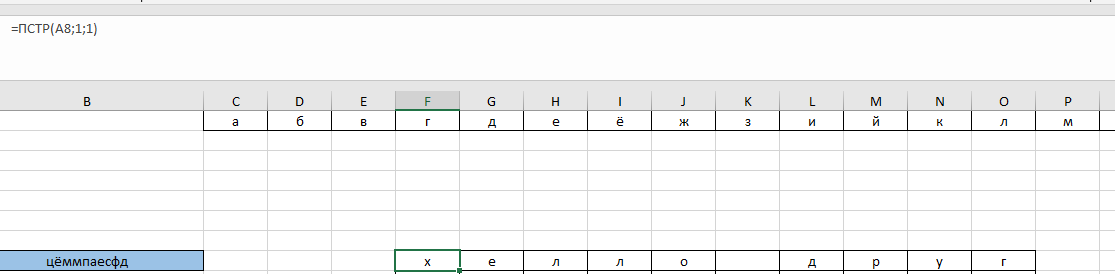 =ПСТР(A8;1;1)
B C D E F G H I J K L M N O P
а б в г д е ё ж з и й к л м
цёммпаесфд х е л л о д р у г